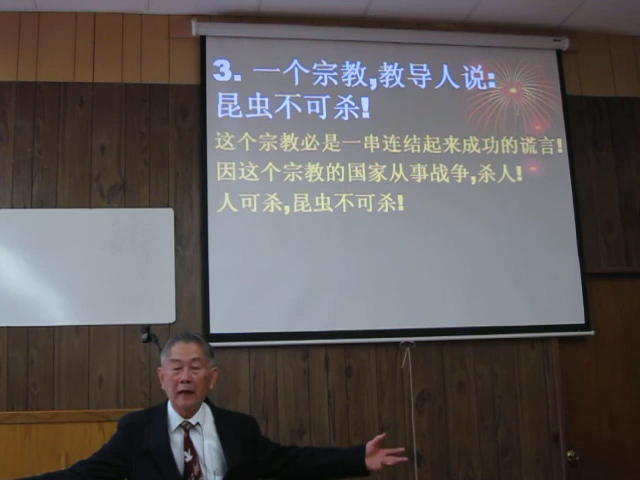 3. 一个宗教,教导人说:
昆虫不可杀!
这个宗教必是一串连结起来成功的谎言!
因这个宗教的国家从事战争,杀人!
人可杀,昆虫不可杀!